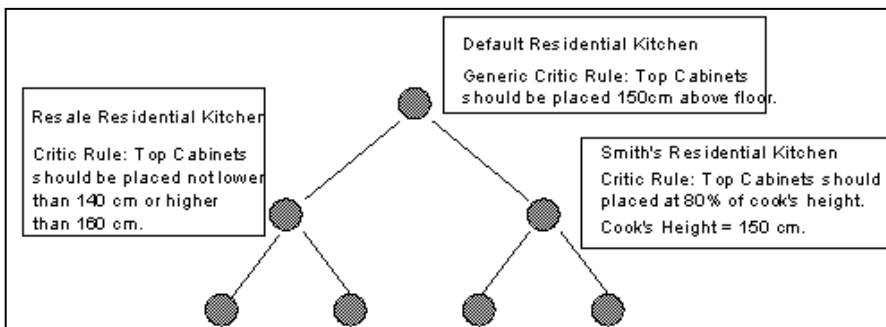 Default Residential Kitchen
Generic Critic Rule: Top Cabinets
should be placed 150cm above floor.
Resale Residential Kitchen
Critic Rule: Top Cabinets
should be placed not lower
than 140 cm or higher
than 160 cm.
Smith's Residential Kitchen
Critic Rule: Top Cabinets should
placed at 80% of cook's height.
Cook's Height = 150 cm.